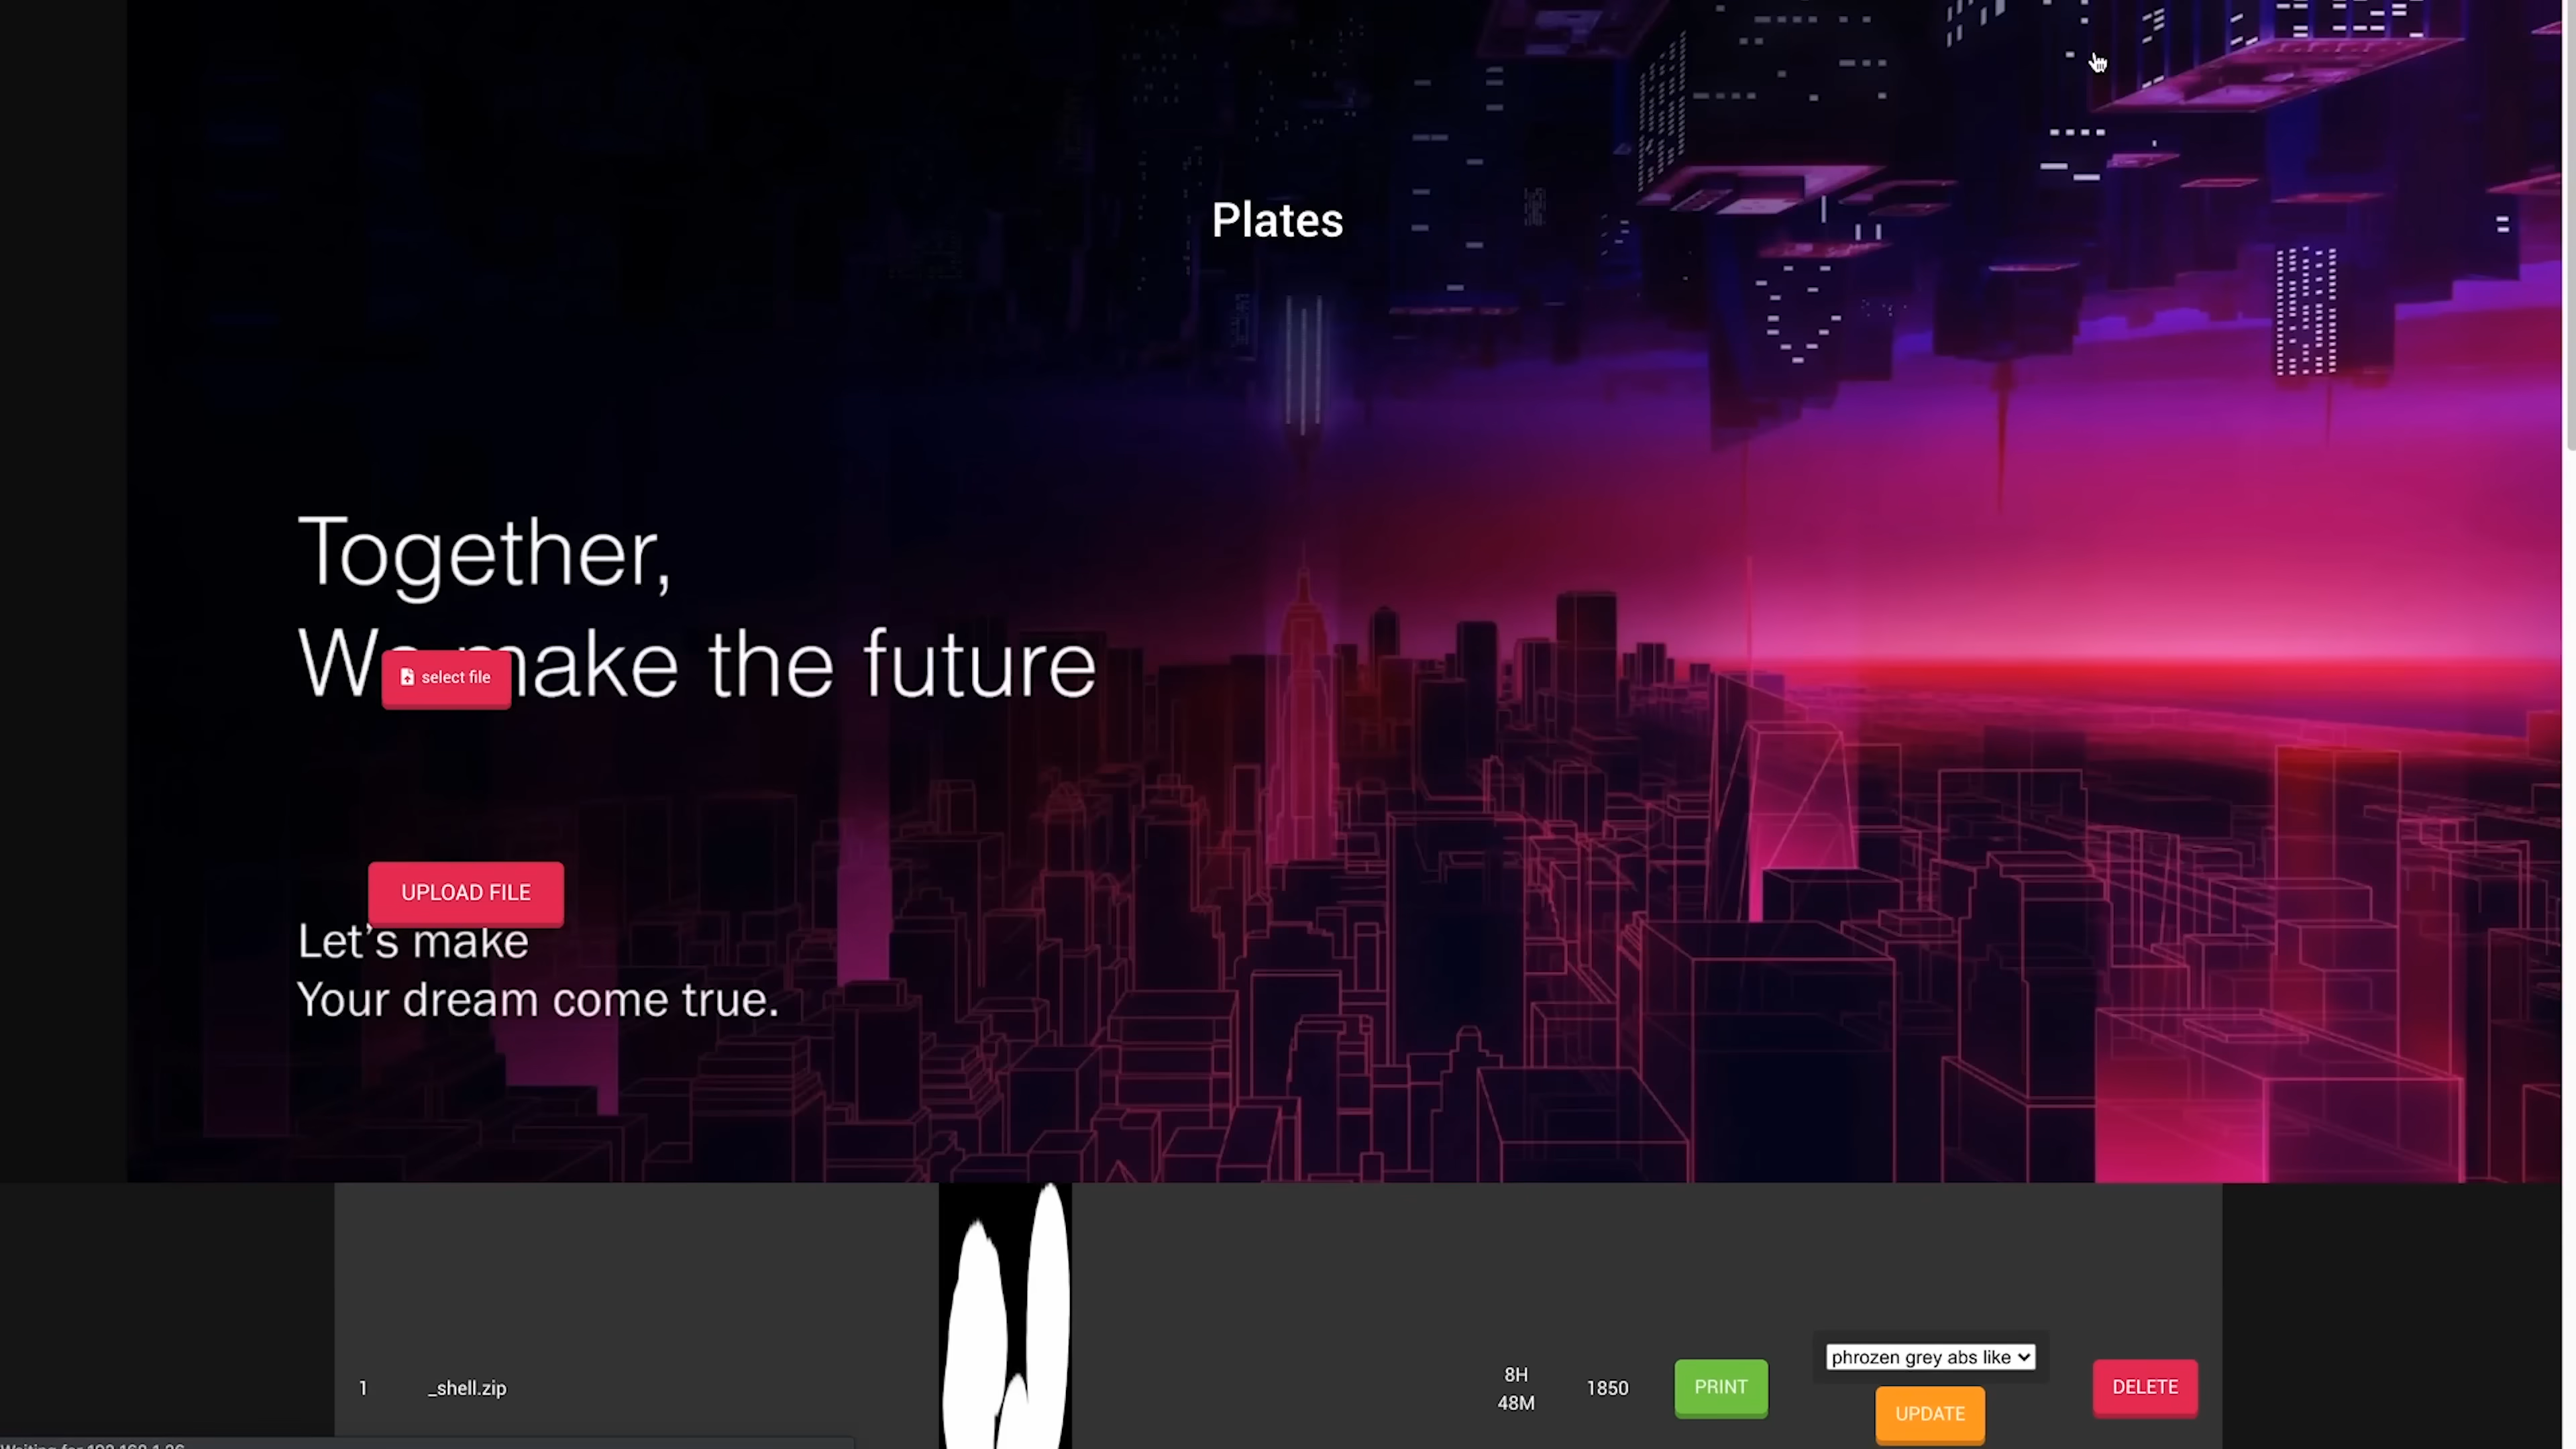 Plates
Together,
We make the future
select file
UPLOAD FILE
Let's make
Your dream come true.
1 _shell.zip 8H 48M 1850 PRINT phrozen grey abs like DELETE
UPDATE